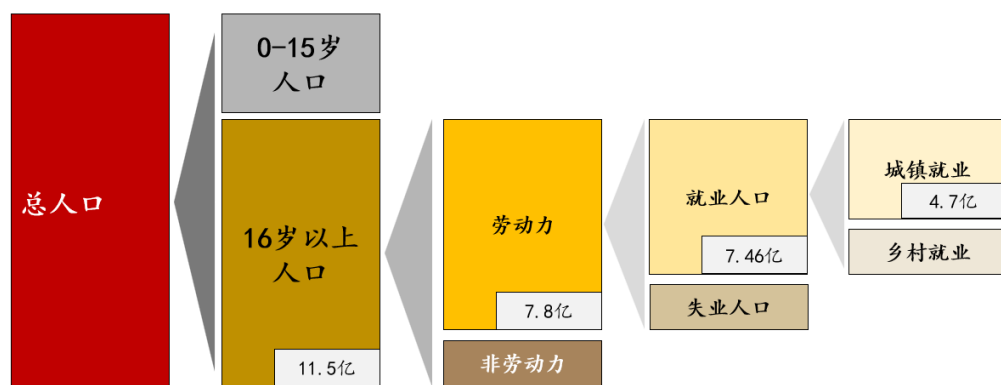 总人口
0-15岁
人口
16岁以上
人口
11.5亿
劳动力
7.8亿
非劳动力
就业人口
7.46亿
失业人口
城镇就业
4.7亿
乡村就业